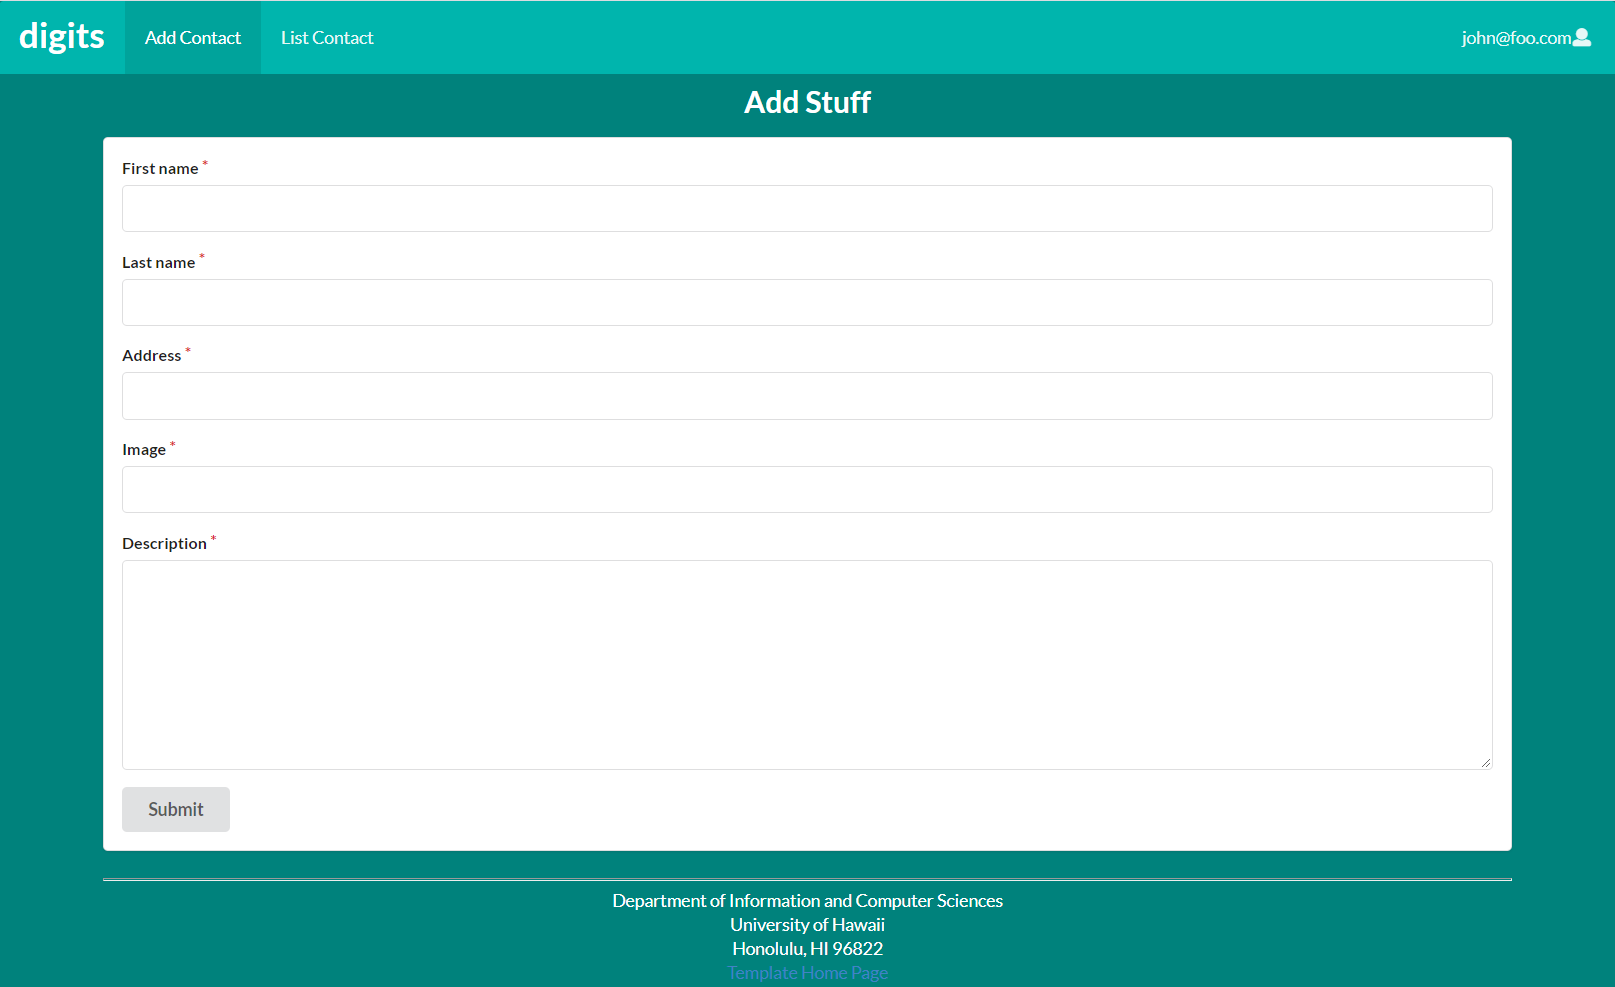 digits
Add Contact
List Contact
john@foo.com
Add Stuff
First name *
Last name *
Address *
Image *
Description *
Submit
Department of Information and Computer Sciences
University of Hawaii
Honolulu, HI 96822
Template Home Page